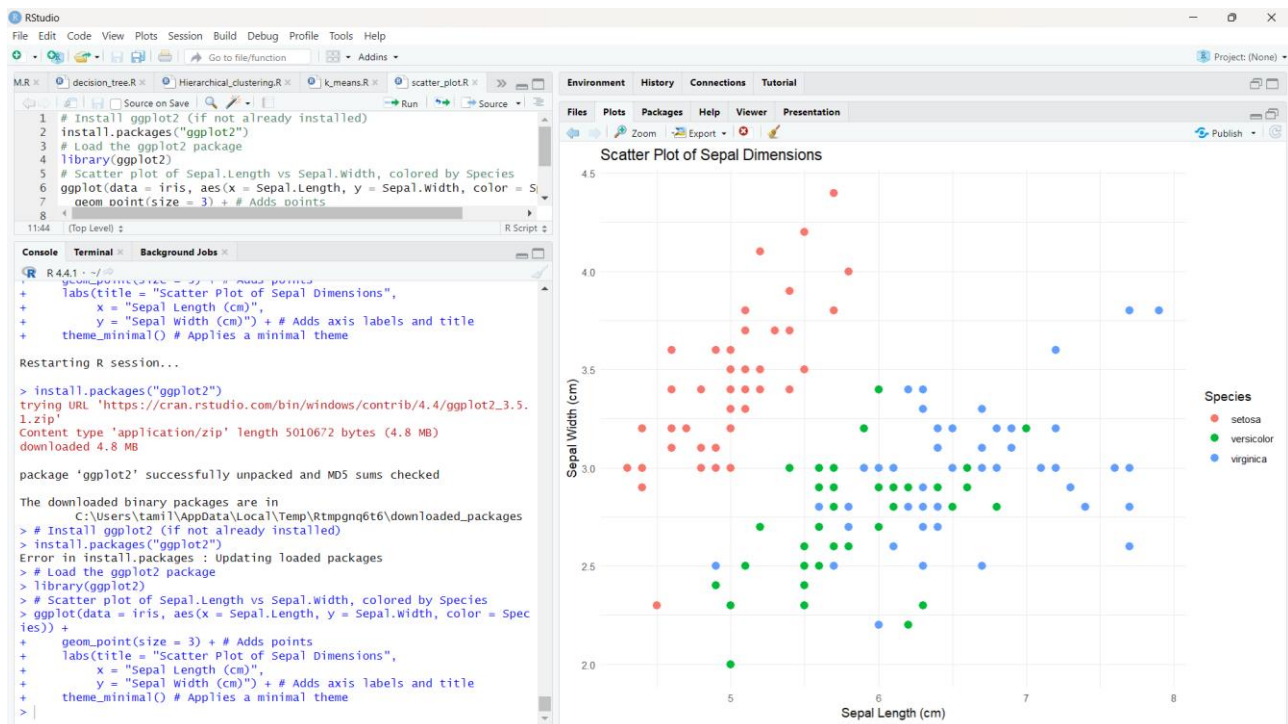 RStudio
File Edit Code View Plots Session Build Debug Profile Tools Help
Go to file/function
Addins
Project: (None)
M.R
decision_tree.R
Hierarchical_clustering.R
k_means.R
scatter_plot.R
Source on Save
Run
Source
1 # Install ggplot2 (if not already installed)
2 install.packages("ggplot2")
3 # Load the ggplot2 package
4 library(ggplot2)
5 # Scatter plot of Sepal.Length vs Sepal.Width, colored by Species
6 ggplot(data = iris, aes(x = Sepal.Length, y = Sepal.Width, color = S
7 geom_point(size = 3) + # Adds points
8
11:44 (Top Level) R Script
Console Terminal Background Jobs
R 4.4.1 · ~/
+ geom_point(size = 3) + # Adds points
+ labs(title = "Scatter Plot of Sepal Dimensions",
+ x = "Sepal Length (cm)",
+ y = "Sepal Width (cm)") + # Adds axis labels and title
+ theme_minimal() # Applies a minimal theme
Restarting R session...
> install.packages("ggplot2")
trying URL 'https://cran.rstudio.com/bin/windows/contrib/4.4/ggplot2_3.5.
1.zip'
Content type 'application/zip' length 5010672 bytes (4.8 MB)
downloaded 4.8 MB
package ‘ggplot2’ successfully unpacked and MD5 sums checked
The downloaded binary packages are in
C:\Users\tamil\AppData\Local\Temp\Rtmpgnq6t6\downloaded_packages
> # Install ggplot2 (if not already installed)
> install.packages("ggplot2")
Error in install.packages : Updating loaded packages
> # Load the ggplot2 package
> library(ggplot2)
> # Scatter plot of Sepal.Length vs Sepal.Width, colored by Species
> ggplot(data = iris, aes(x = Sepal.Length, y = Sepal.Width, color = Spec
ies)) +
+ geom_point(size = 3) + # Adds points
+ labs(title = "Scatter Plot of Sepal Dimensions",
+ x = "Sepal Length (cm)",
+ y = "Sepal Width (cm)") + # Adds axis labels and title
+ theme_minimal() # Applies a minimal theme
>
Environment History Connections Tutorial
Files Plots Packages Help Viewer Presentation
Zoom Export Publish
Scatter Plot of Sepal Dimensions
4.5
4.0
3.5
3.0
2.5
2.0
Sepal Width (cm)
5 6 7 8
Sepal Length (cm)
Species
setosa
versicolor
virginica